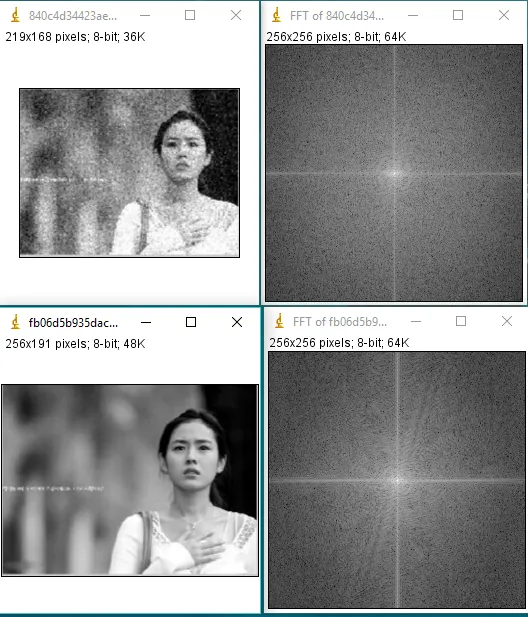 840c4d34423ae...
219x168 pixels; 8-bit; 36K
FFT of 840c4d34...
256x256 pixels; 8-bit; 64K
fb06d5b935dac...
256x191 pixels; 8-bit; 48K
FFT of fb06d5b9...
256x256 pixels; 8-bit; 64K